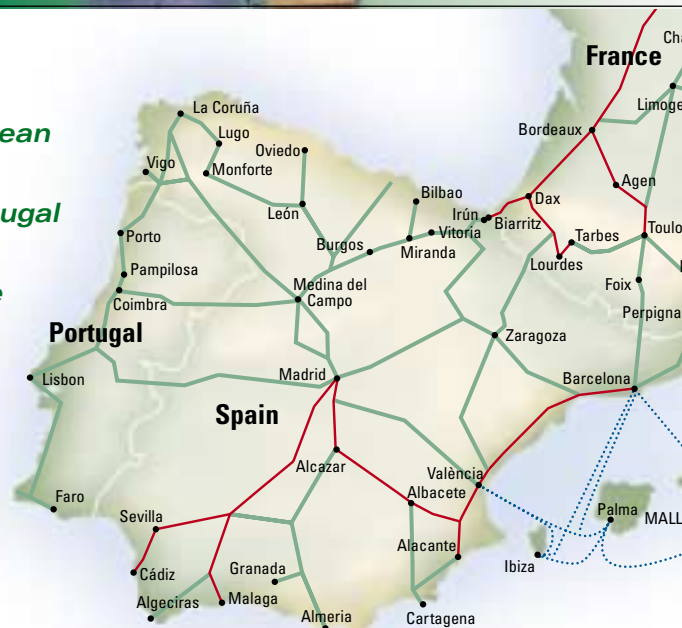 ean
ugal
e
France
Limoge
Bordeaux
Agen
Dax
Toulo
Tarbes
Lourdes
Foix
Perpigna
Irún
Biarritz
La Coruña
Lugo
Oviedo
Vigo
Monforte
León
Bilbao
Vitoría
Burgos
Miranda
Porto
Pampilosa
Coimbra
Medina del
Campo
Zaragoza
Portugal
Lisbon
Madrid
Barcelona
Spain
Alcazar
València
Albacete
Palma
MALL
Faro
Sevilla
Alacante
Ibiza
Cádiz
Granada
Algeciras
Malaga
Almeria
Cartagena